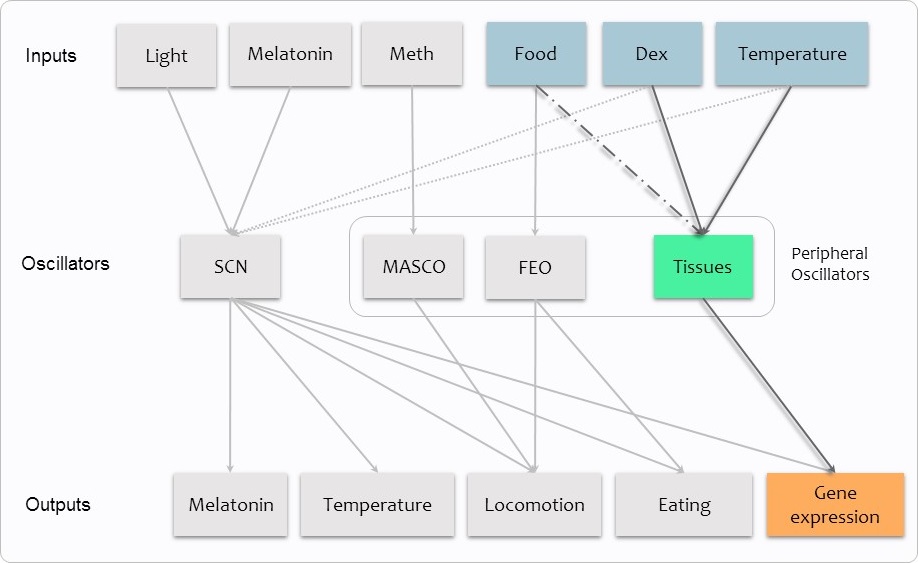 Inputs
Light
Melatonin
Meth
Food
Dex
Temperature
Oscillators
SCN
MASCO
FEO
Tissues
Peripheral
Oscillators
Outputs
Melatonin
Temperature
Locomotion
Eating
Gene
expression